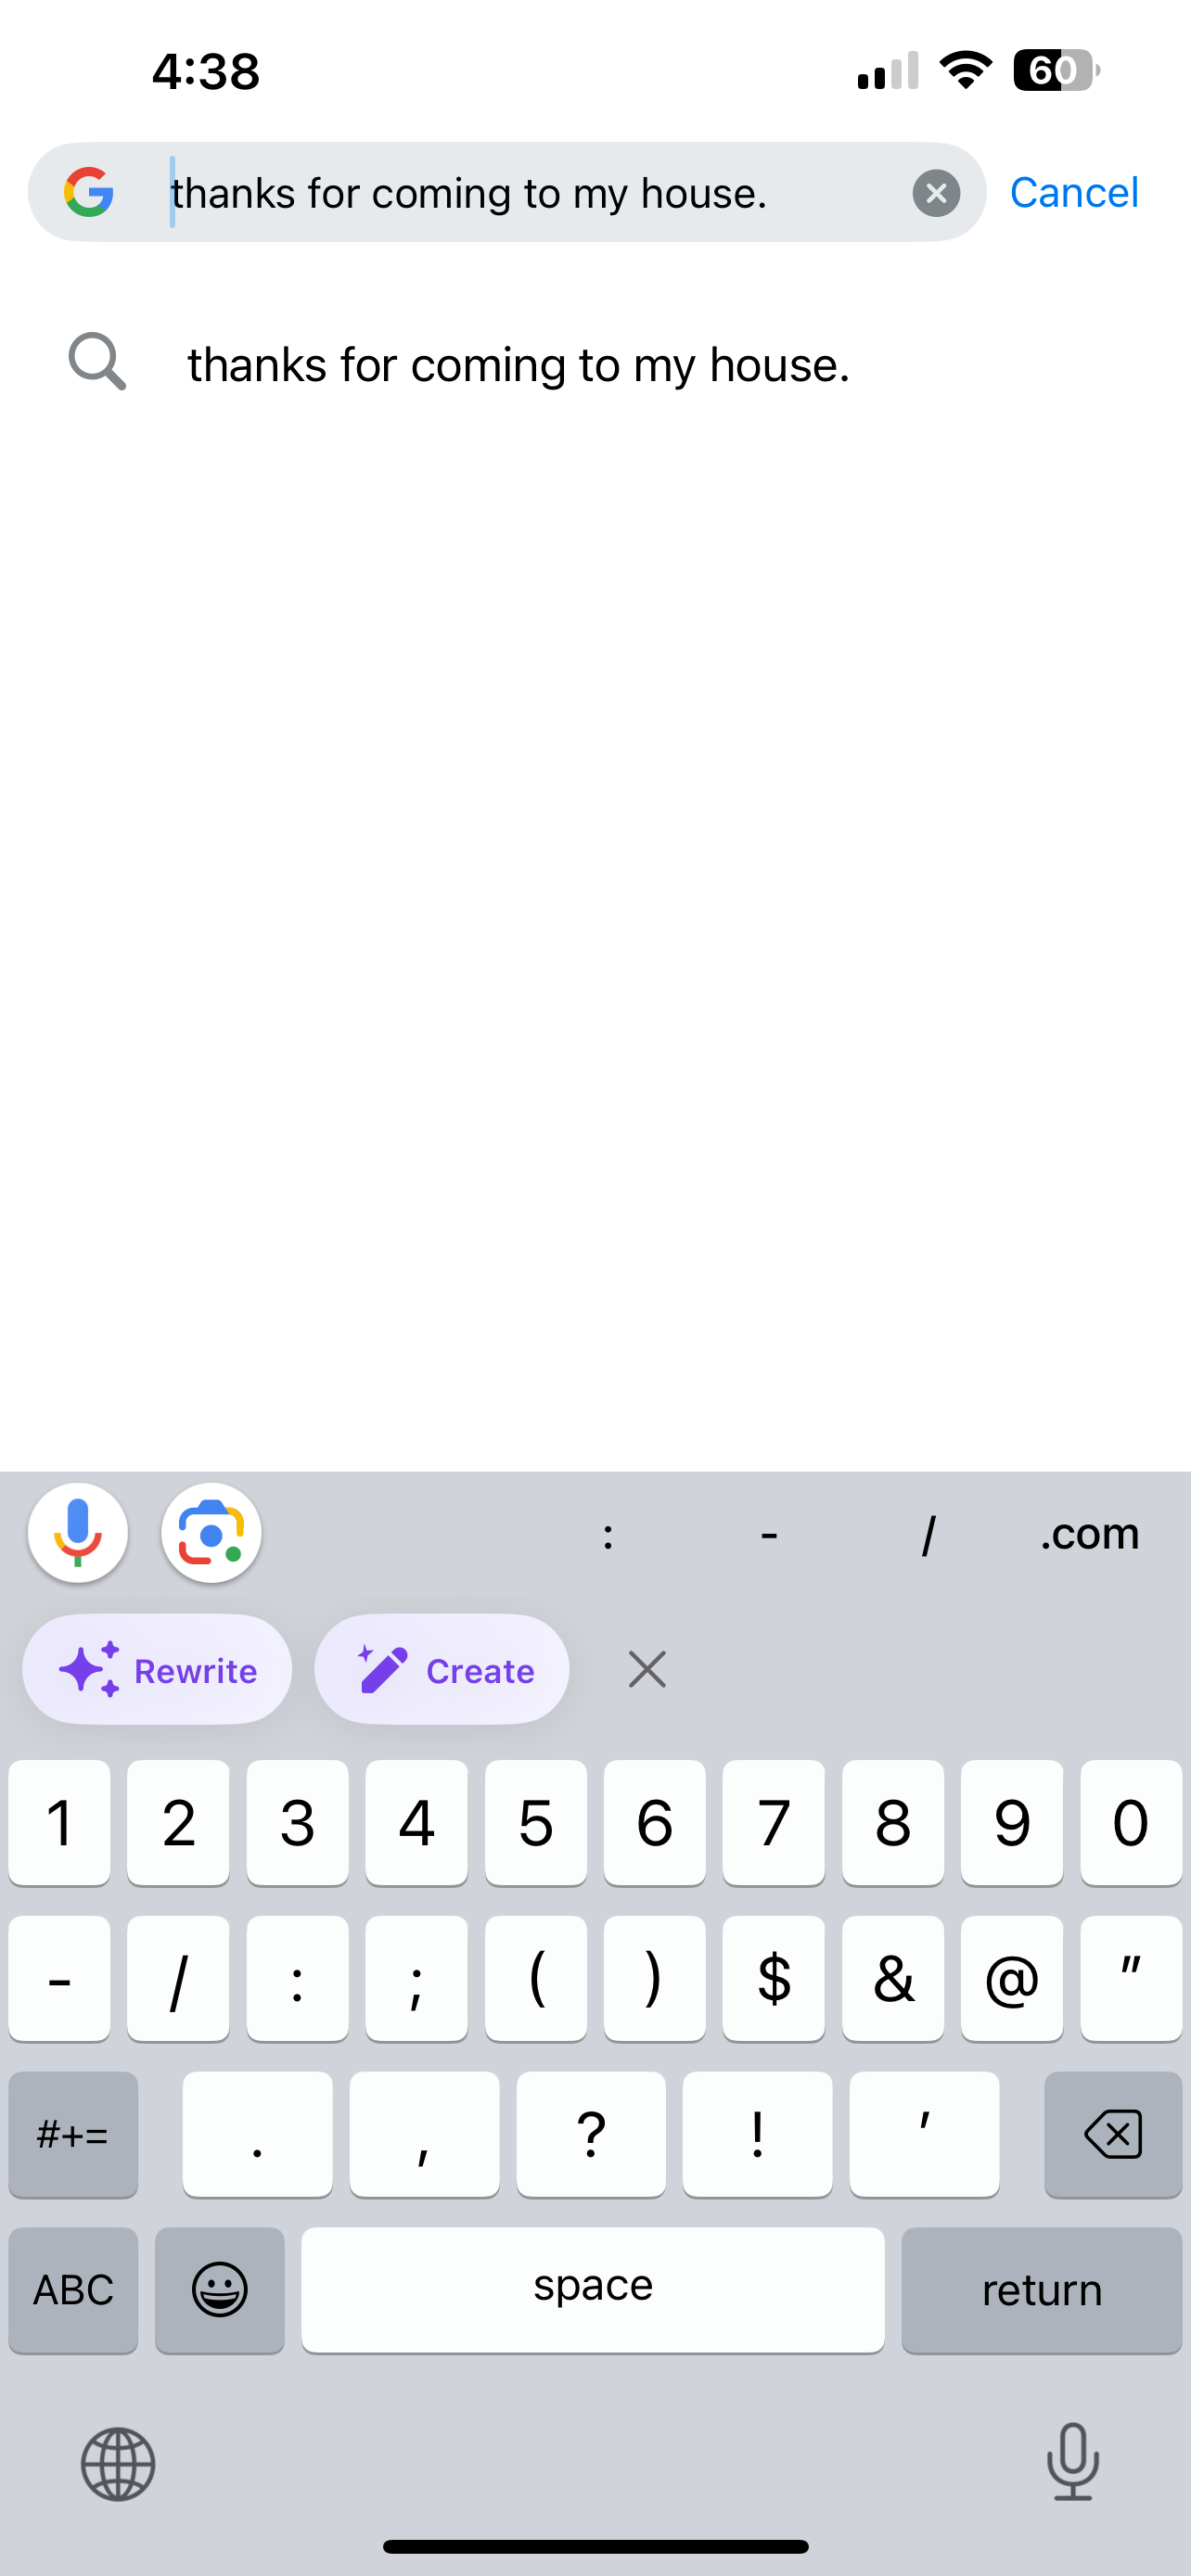 4:38
60
thanks for coming to my house.
Cancel
thanks for coming to my house.
: - / .com
Rewrite Create
1 2 3 4 5 6 7 8 9 0
- / : ; ( ) $ & @ "
#+= . , ? ! '
ABC space return